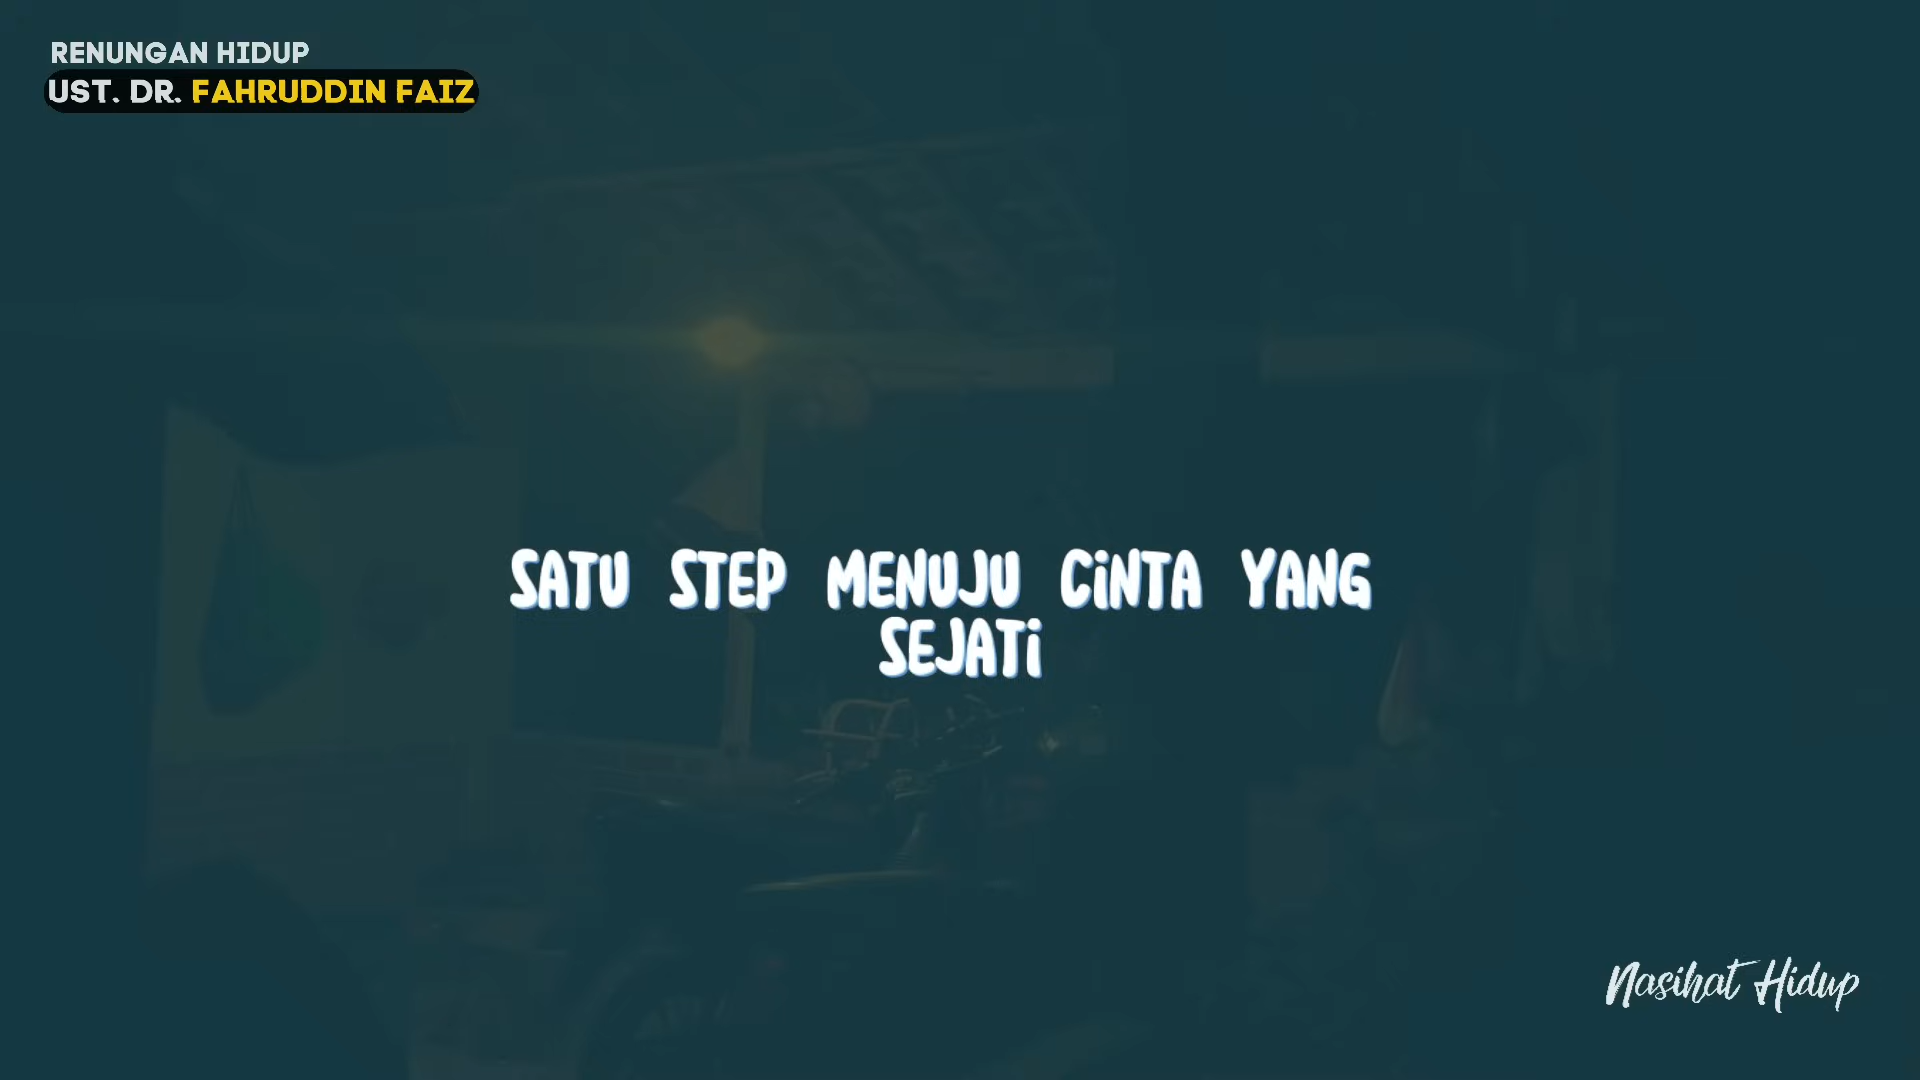 RENUNGAN HIDUP
UST. DR. FAHRUDDIN FAIZ
SATU STEP MENUJU CINTA YANG
SEJATI
Nasihat Hidup